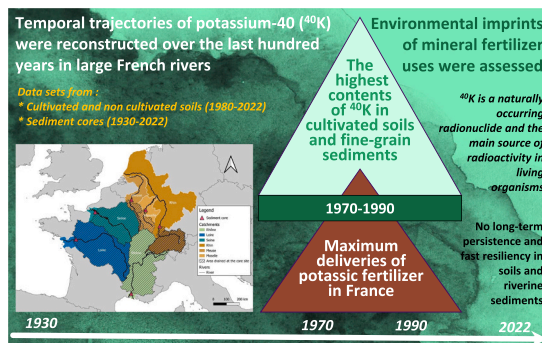 Temporal trajectories of potassium-40 (⁴⁰K)
were reconstructed over the last hundred
years in large French rivers
Data sets from :
* Cultivated and non cultivated soils (1980-2022)
* Sediment cores (1930-2022)
Legend
Sediment core
Catchments
Rhône
Loire
Seine
Rhin
Meuse
Moselle
Rivers
River
Seine
Loire
The
highest
contents
of ⁴⁰K in
cultivated soils
and fine-grain
sediments
1970-1990
Maximum
deliveries of
potassic fertilizer
in France
Environmental imprints
of mineral fertilizer
uses were assessed
⁴⁰K is a naturally
occurring
radionuclide and the
main source of
radioactivity in
living
organisms
No long-term
persistence and
fast resiliency in
soils and
riverine
sediments
1930
1970
1990
2022